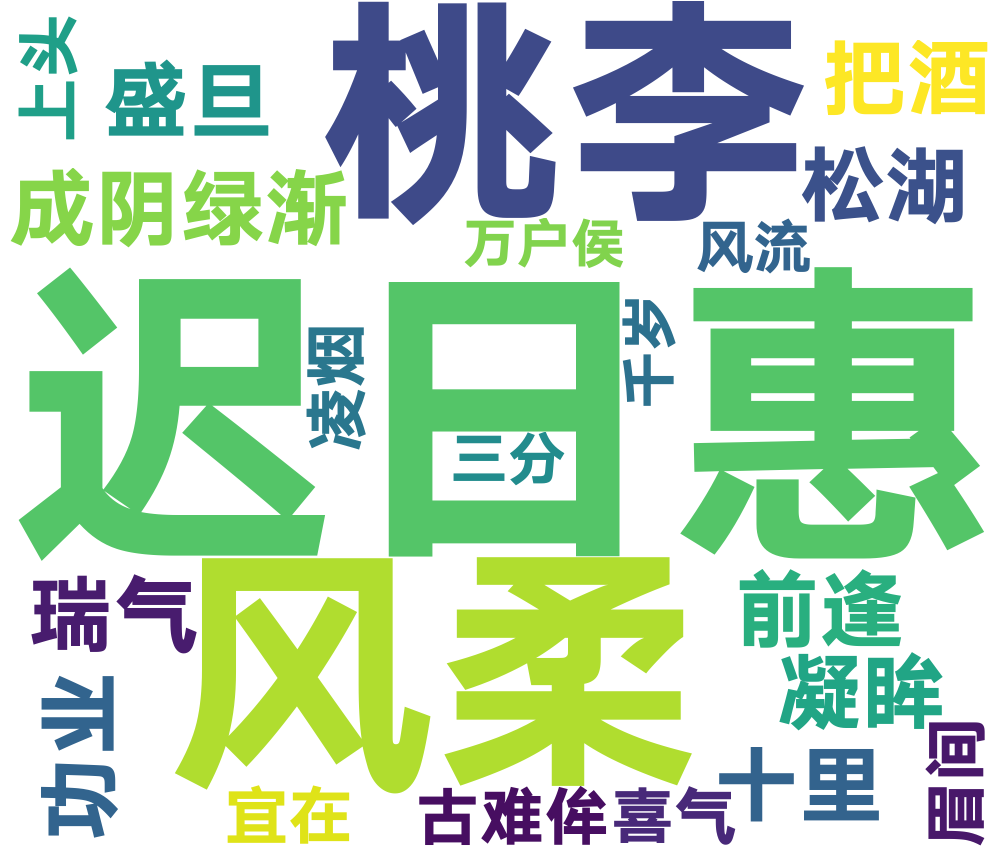 桃李
上头
盛旦
把酒
松湖
成阴绿渐
万户侯
风流
迟日惠
凌烟
千岁
三分
风柔
瑞气
前逢
凝眸
功业
眉间
十里
宜在
古难侔
喜气